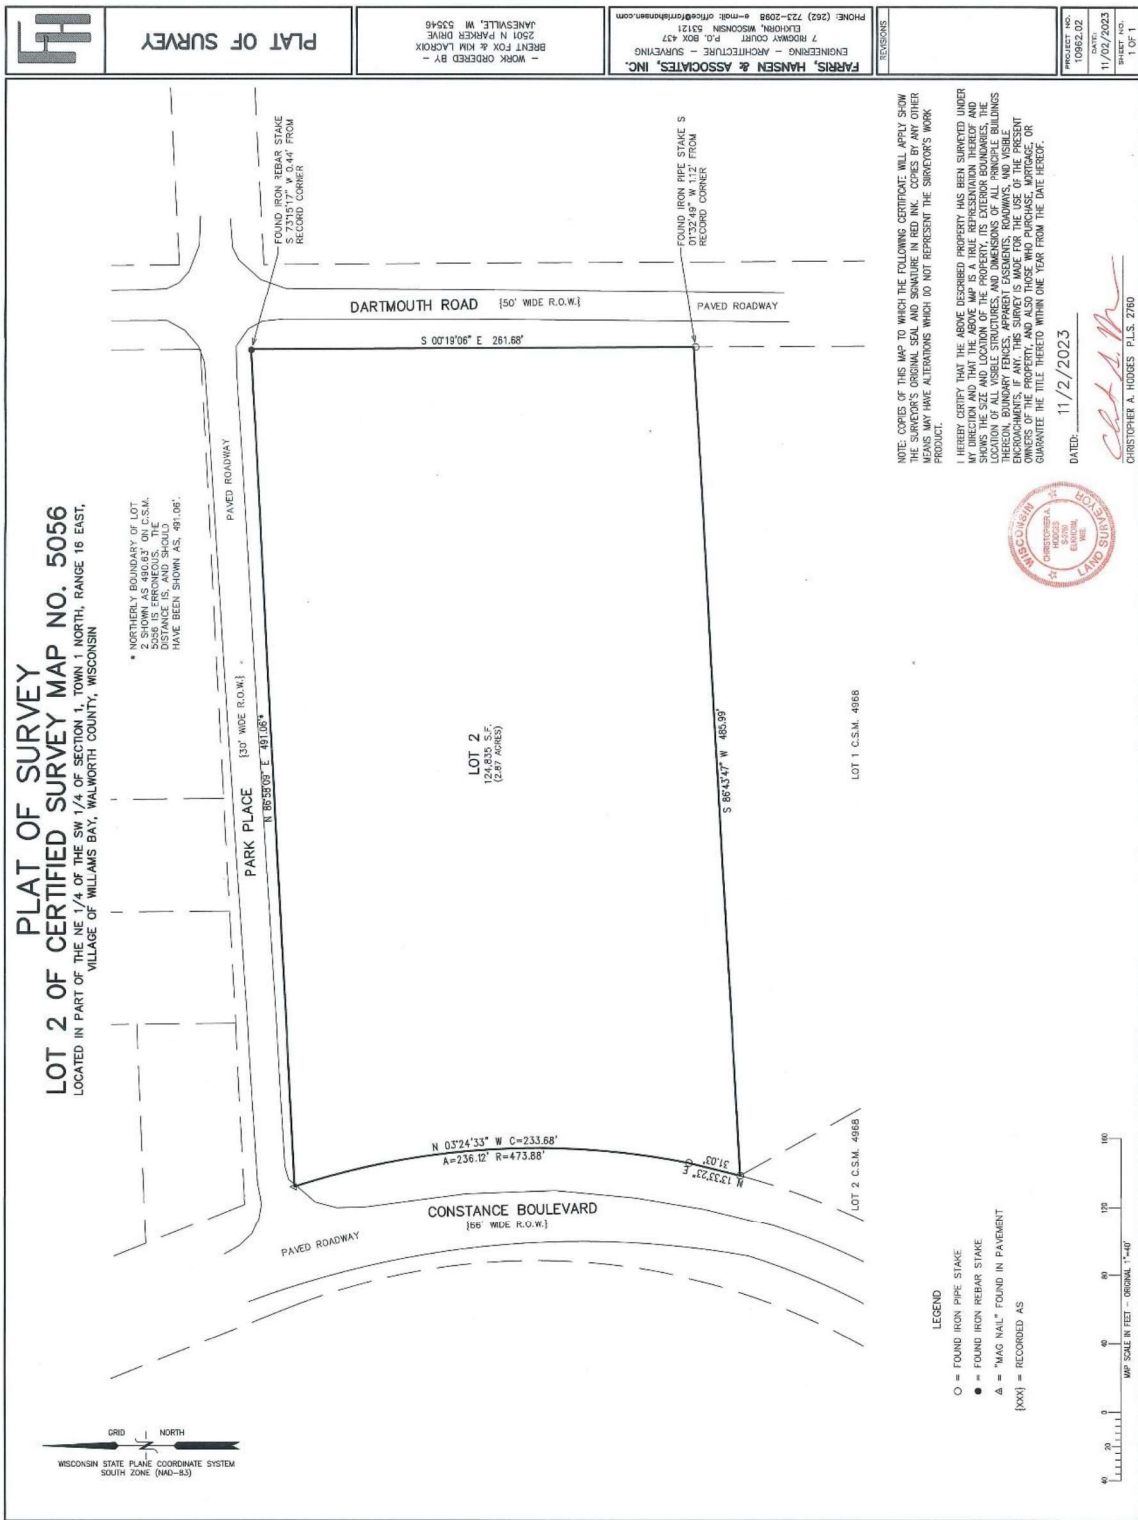 PLAT OF SURVEY
LOT 2 OF CERTIFIED SURVEY MAP NO. 5056
LOCATED IN PART OF THE NE 1/4 OF THE SW 1/4 OF SECTION 1, TOWN 1 NORTH, RANGE 16 EAST,
VILLAGE OF WILLIAMS BAY, WALWORTH COUNTY, WISCONSIN
GRID NORTH
WISCONSIN STATE PLANE COORDINATE SYSTEM
SOUTH ZONE (NAD-83)
* NORTHERLY BOUNDARY OF LOT
2 SHOWN AS 490.63' ON C.S.M.
5056 IS ERRONEOUS. THE
DISTANCE IS, AND SHOULD
HAVE BEEN SHOWN AS, 491.06'.
FOUND IRON REBAR STAKE
S 73°15'17" W 0.44' FROM
RECORD CORNER
PAVED ROADWAY
PARK PLACE
{30' WIDE R.O.W.}
N 86°58'09" E 491.06'*
PAVED ROADWAY
CONSTANCE BOULEVARD
{66' WIDE R.O.W.}
N 03°24'33" W C=233.68'
A=236.12' R=473.88'
N 13°33'23" E
31.03'
LOT 2
124,835 S.F.
(2.87 ACRES)
DARTMOUTH ROAD
{50' WIDE R.O.W.}
PAVED ROADWAY
S 00°19'06" E 261.68'
FOUND IRON PIPE STAKE S
01°32'49" W 1.12' FROM
RECORD CORNER
S 86°43'47" W 485.99'
LOT 2 C.S.M. 4968
LOT 1 C.S.M. 4968
LEGEND
○ = FOUND IRON PIPE STAKE
● = FOUND IRON REBAR STAKE
△ = "MAG NAIL" FOUND IN PAVEMENT
{XXX} = RECORDED AS
40 20 0 40 80 120 160
MAP SCALE IN FEET - ORIGINAL 1"=40'
NOTE: COPIES OF THIS MAP TO WHICH THE FOLLOWING CERTIFICATE WILL APPLY SHOW
THE SURVEYOR'S ORIGINAL SEAL AND SIGNATURE IN RED INK. COPIES BY ANY OTHER
MEANS MAY HAVE ALTERATIONS WHICH DO NOT REPRESENT THE SURVEYOR'S WORK
PRODUCT.
I HEREBY CERTIFY THAT THE ABOVE DESCRIBED PROPERTY HAS BEEN SURVEYED UNDER
MY DIRECTION AND THAT THE ABOVE MAP IS A TRUE REPRESENTATION THEREOF AND
SHOWS THE SIZE AND LOCATION OF THE PROPERTY, ITS EXTERIOR BOUNDARIES, THE
LOCATION OF ALL VISIBLE STRUCTURES, AND DIMENSIONS OF ALL PRINCIPLE BUILDINGS
THEREON, BOUNDARY FENCES, APPARENT EASEMENTS, ROADWAYS, AND VISIBLE
ENCROACHMENTS, IF ANY. THIS SURVEY IS MADE FOR THE USE OF THE PRESENT
OWNERS OF THE PROPERTY, AND ALSO THOSE WHO PURCHASE, MORTGAGE, OR
GUARANTEE THE TITLE THERETO WITHIN ONE YEAR FROM THE DATE HEREOF.
DATED: 11/2/2023
CHRISTOPHER A. HODGES P.L.S. 2760
WISCONSIN
CHRISTOPHER A.
HODGES
S-2760
ELKHORN,
WIS.
LAND SURVEYOR
PLAT OF SURVEY
- WORK ORDERED BY -
BRENT FOX & KIM LACROIX
2501 N PARKER DRIVE
JANESVILLE, WI 53546
FARRIS, HANSEN & ASSOCIATES, INC.
ENGINEERING - ARCHITECTURE - SURVEYING
7 RIDGWAY COURT P.O. BOX 437
ELKHORN, WISCONSIN 53121
PHONE: (262) 723-2098 e-mail: office@farrishansen.com
REVISIONS
PROJECT NO.
10962.02
DATE:
11/02/2023
SHEET NO.
1 OF 1